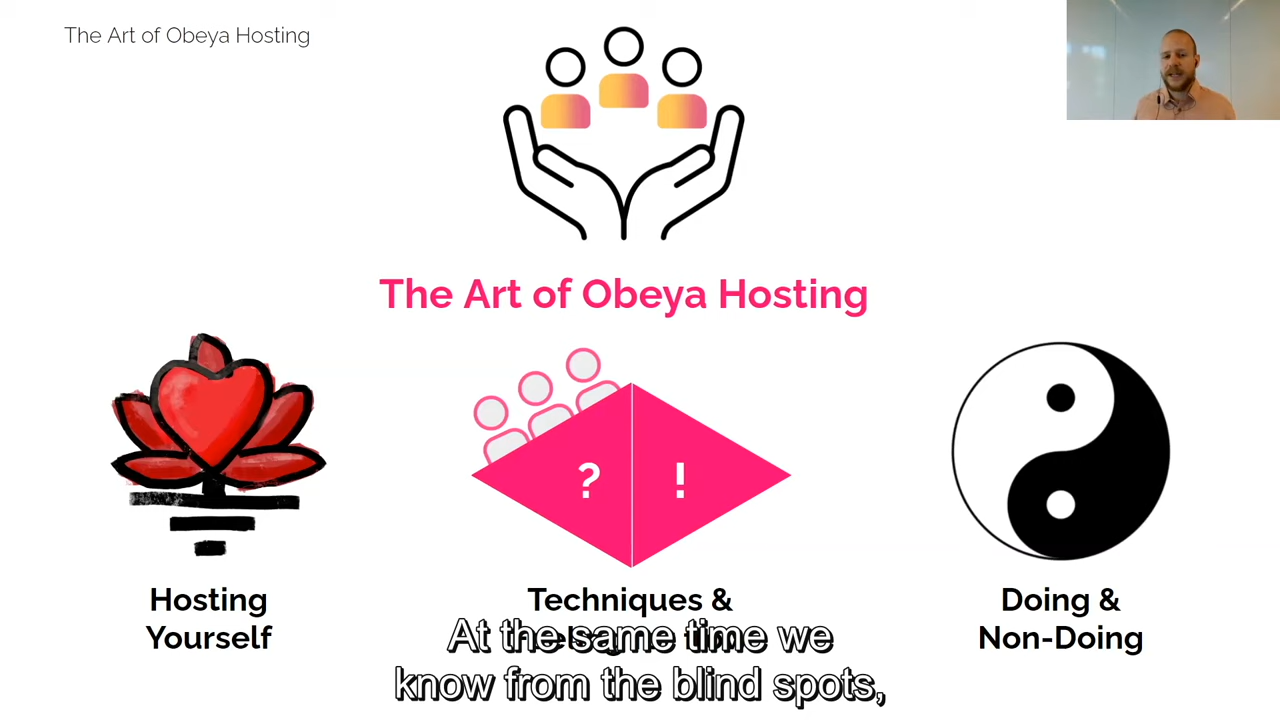 The Art of Obeya Hosting
The Art of Obeya Hosting
?
!
Hosting
Yourself
Techniques &
Doing &
Non-Doing
At the same time we
know from the blind spots,